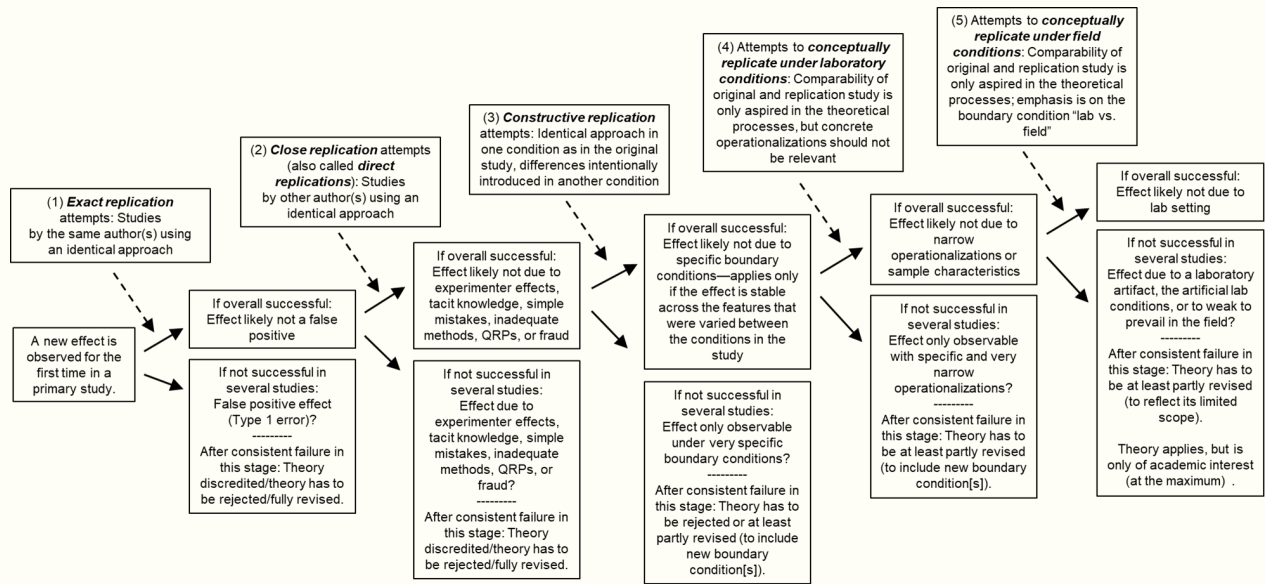 (1) Exact replication
attempts: Studies
by the same author(s) using
an identical approach
A new effect is
observed for the
first time in a
primary study.
If overall successful:
Effect likely not a false
positive
If not successful in
several studies:
False positive effect
(Type 1 error)?
---------
After consistent failure in
this stage: Theory
discredited/theory has to
be rejected/fully revised.
(2) Close replication attempts
(also called direct
replications): Studies
by other author(s) using an
identical approach
If overall successful:
Effect likely not due to
experimenter effects,
tacit knowledge, simple
mistakes, inadequate
methods, QRPs, or fraud
If not successful in
several studies:
Effect due to
experimenter effects,
tacit knowledge, simple
mistakes, inadequate
methods, QRPs, or
fraud?
---------
After consistent failure in
this stage: Theory
discredited/theory has to
be rejected/fully revised.
(3) Constructive replication
attempts: Identical approach in
one condition as in the original
study, differences intentionally
introduced in another condition
If overall successful:
Effect likely not due to
specific boundary
conditions—applies only
if the effect is stable
across the features that
were varied between
the conditions in the
study
If not successful in
several studies:
Effect only observable
under very specific
boundary conditions?
---------
After consistent failure in
this stage: Theory has to
be rejected or at least
partly revised (to include
new boundary
condition[s]).
(4) Attempts to conceptually
replicate under laboratory
conditions: Comparability of
original and replication study is
only aspired in the theoretical
processes, but concrete
operationalizations should not
be relevant
If overall successful:
Effect likely not due to
narrow
operationalizations or
sample characteristics
If not successful in
several studies:
Effect only observable
with specific and very
narrow
operationalizations?
---------
After consistent failure in
this stage: Theory has to
be at least partly revised
(to include new boundary
condition[s]).
(5) Attempts to conceptually
replicate under field
conditions: Comparability of
original and replication study is
only aspired in the theoretical
processes; emphasis is on the
boundary condition “lab vs.
field”
If overall successful:
Effect likely not due to
lab setting
If not successful in
several studies:
Effect due to a laboratory
artifact, the artificial lab
conditions, or to weak to
prevail in the field?
---------
After consistent failure in
this stage: Theory has to
be at least partly revised
(to reflect its limited
scope).
Theory applies, but is
only of academic interest
(at the maximum) .